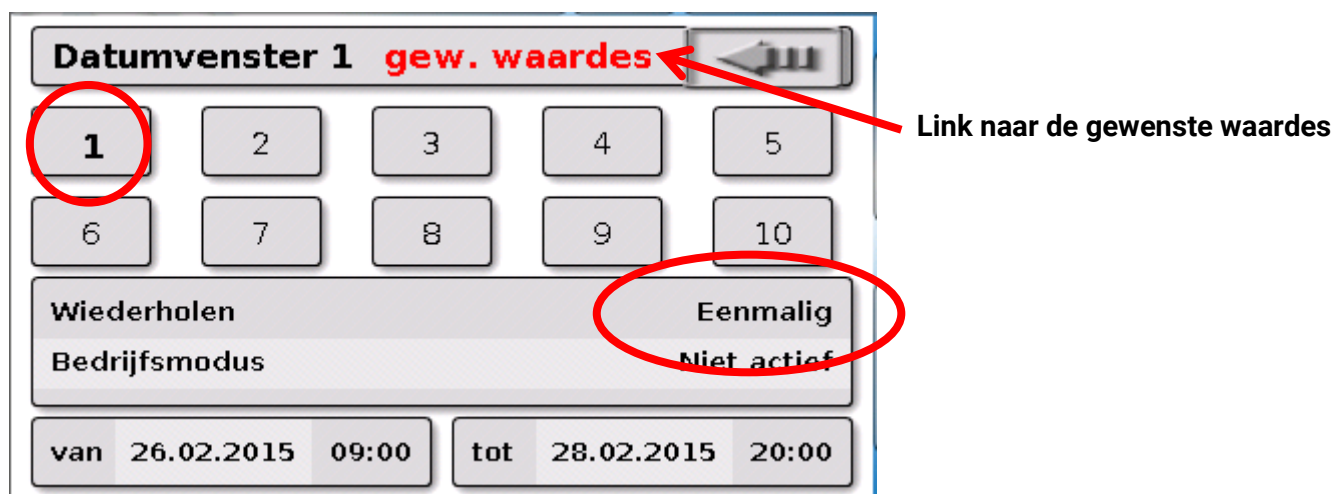 Datumvenster 1 gew. waardes
Link naar de gewenste waardes
1 2 3 4 5
6 7 8 9 10
Wiederholen Eenmalig
Bedrijfsmodus Niet actief
van 26.02.2015 09:00 tot 28.02.2015 20:00